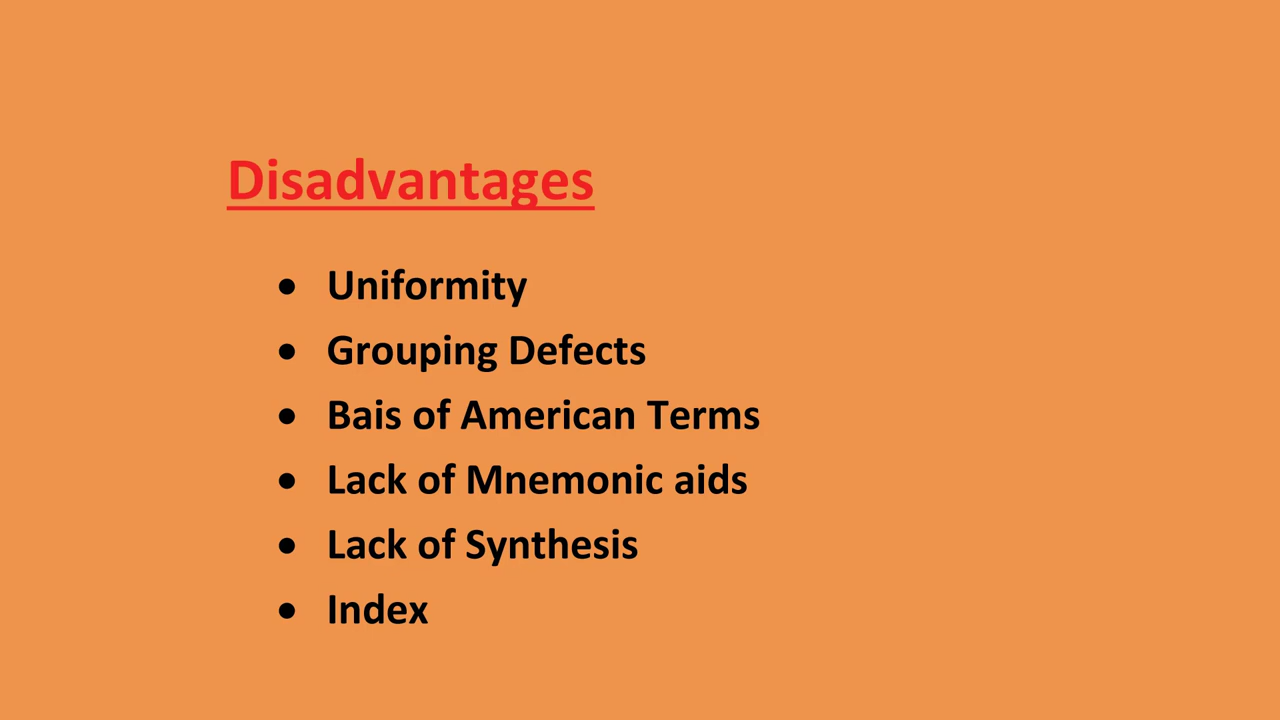 Disadvantages
• Uniformity
• Grouping Defects
• Bais of American Terms
• Lack of Mnemonic aids
• Lack of Synthesis
• Index